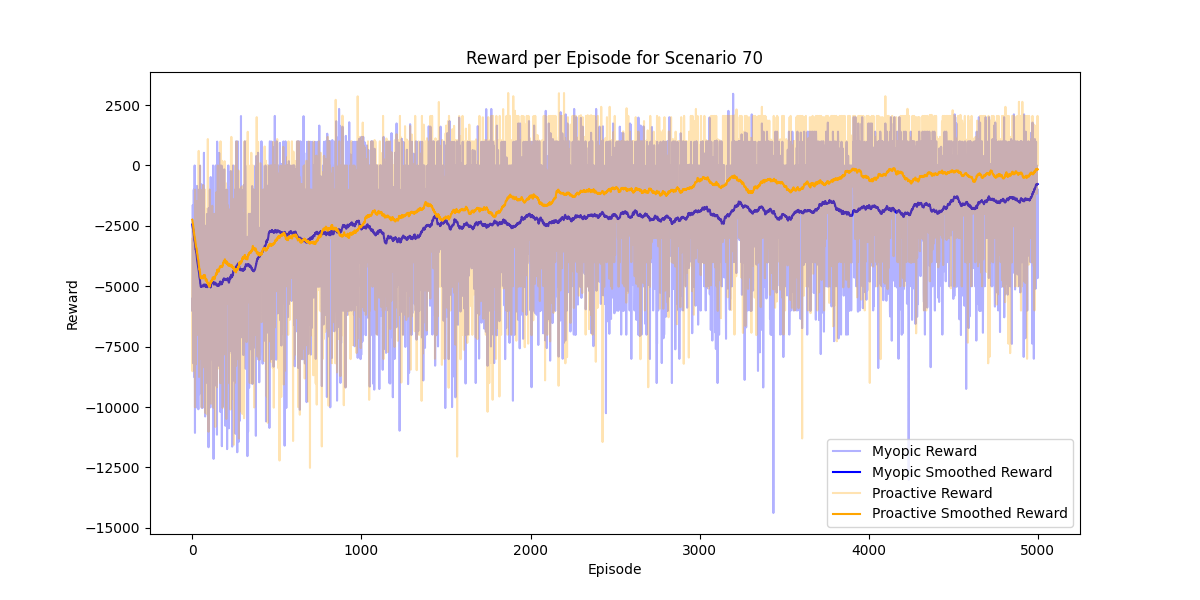 Reward per Episode for Scenario 70
Reward
2500
0
−2500
−5000
−7500
−10000
−12500
−15000
0
1000
2000
3000
4000
5000
Episode
Myopic Reward
Myopic Smoothed Reward
Proactive Reward
Proactive Smoothed Reward